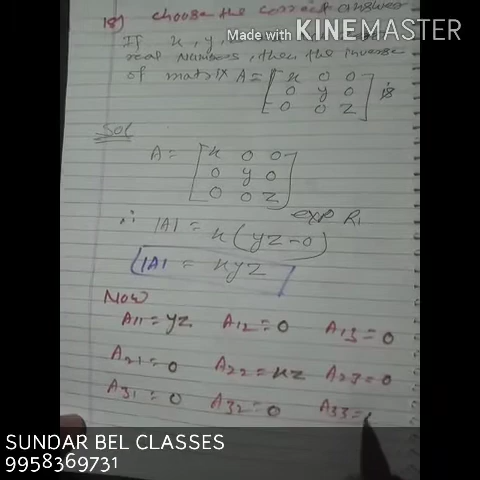 18) choose the correct answer
Made with
KINEMASTER
If x, y,
real numbers, then the inverse
of matrix A = [ x 0 0
0 y 0
0 0 z ] is
Sol
A = [ x 0 0
0 y 0
0 0 z ]
exp R1
∴ |A| = x (yz - 0)
|A| = xyz
Now
A11 = yz A12 = 0 A13 = 0
A21 = 0 A22 = xz A23 = 0
A31 = 0 A32 = 0 A33 =
SUNDAR BEL CLASSES
9958369731